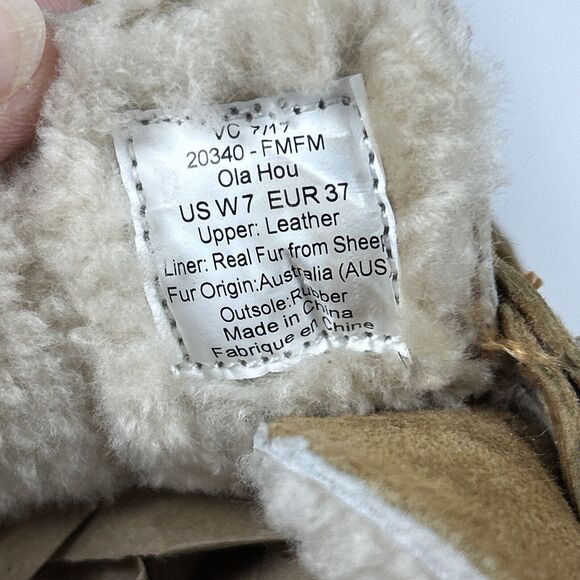 VC 7/17
20340 - FMFM
Ola Hou
US W7 EUR 37
Upper: Leather
Liner: Real Fur from Sheep
Fur Origin:Australia (AUS)
Outsole:Rubber
Made in China
Fabriqué en Chine